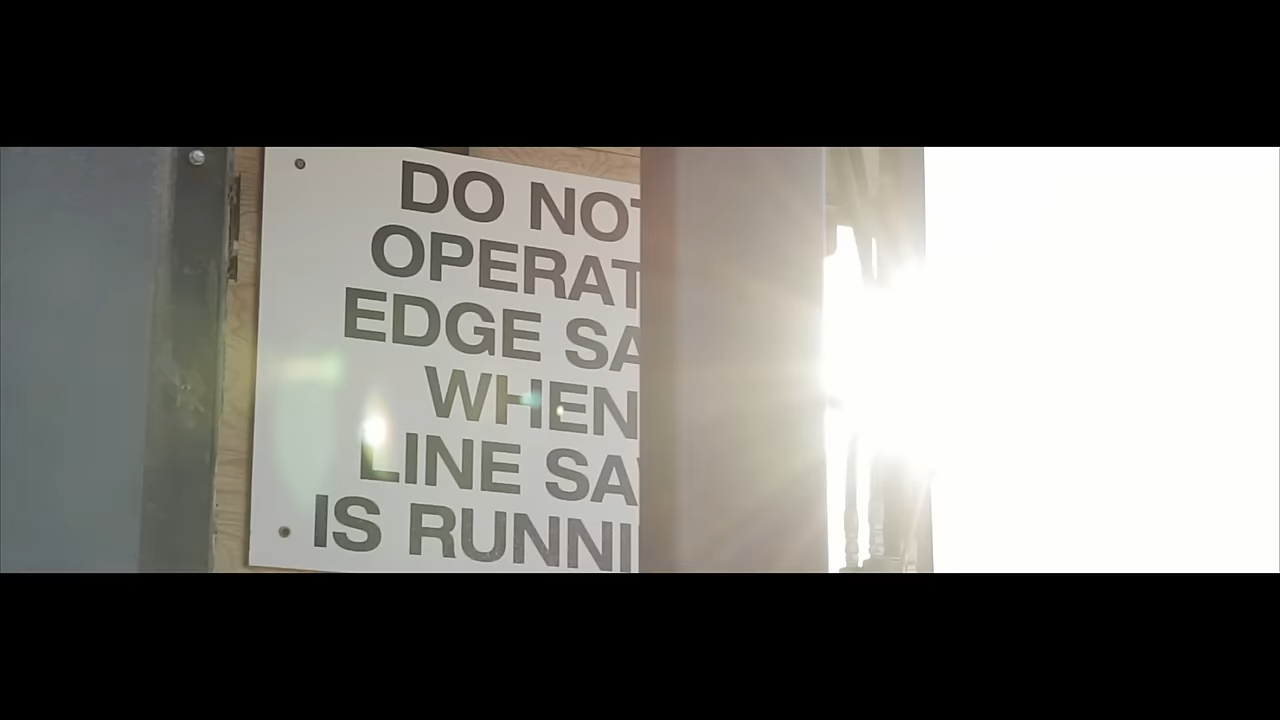 DO NOT
OPERAT
EDGE SA
WHEN
LINE SA
IS RUNNI